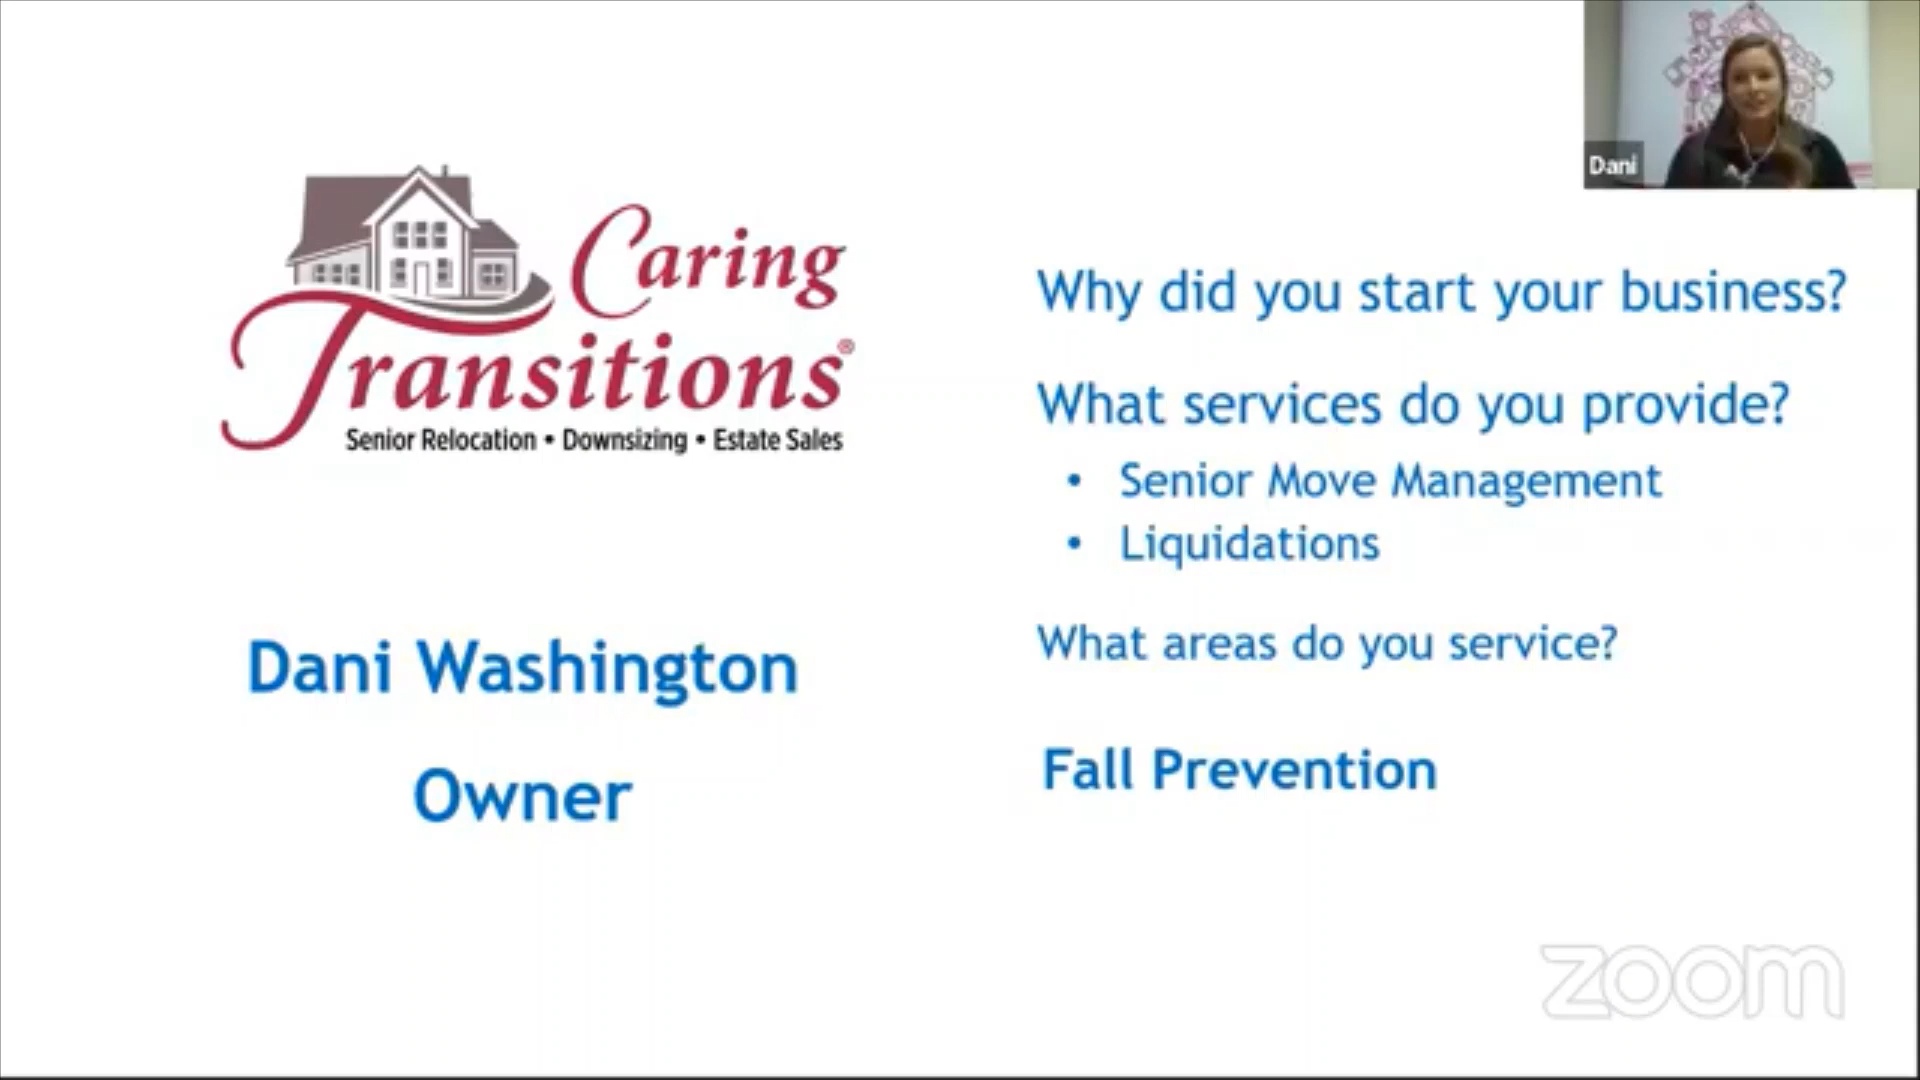 Dani
Caring
Transitions®
Senior Relocation • Downsizing • Estate Sales
Dani Washington
Owner
Why did you start your business?
What services do you provide?
• Senior Move Management
• Liquidations
What areas do you service?
Fall Prevention
zoom